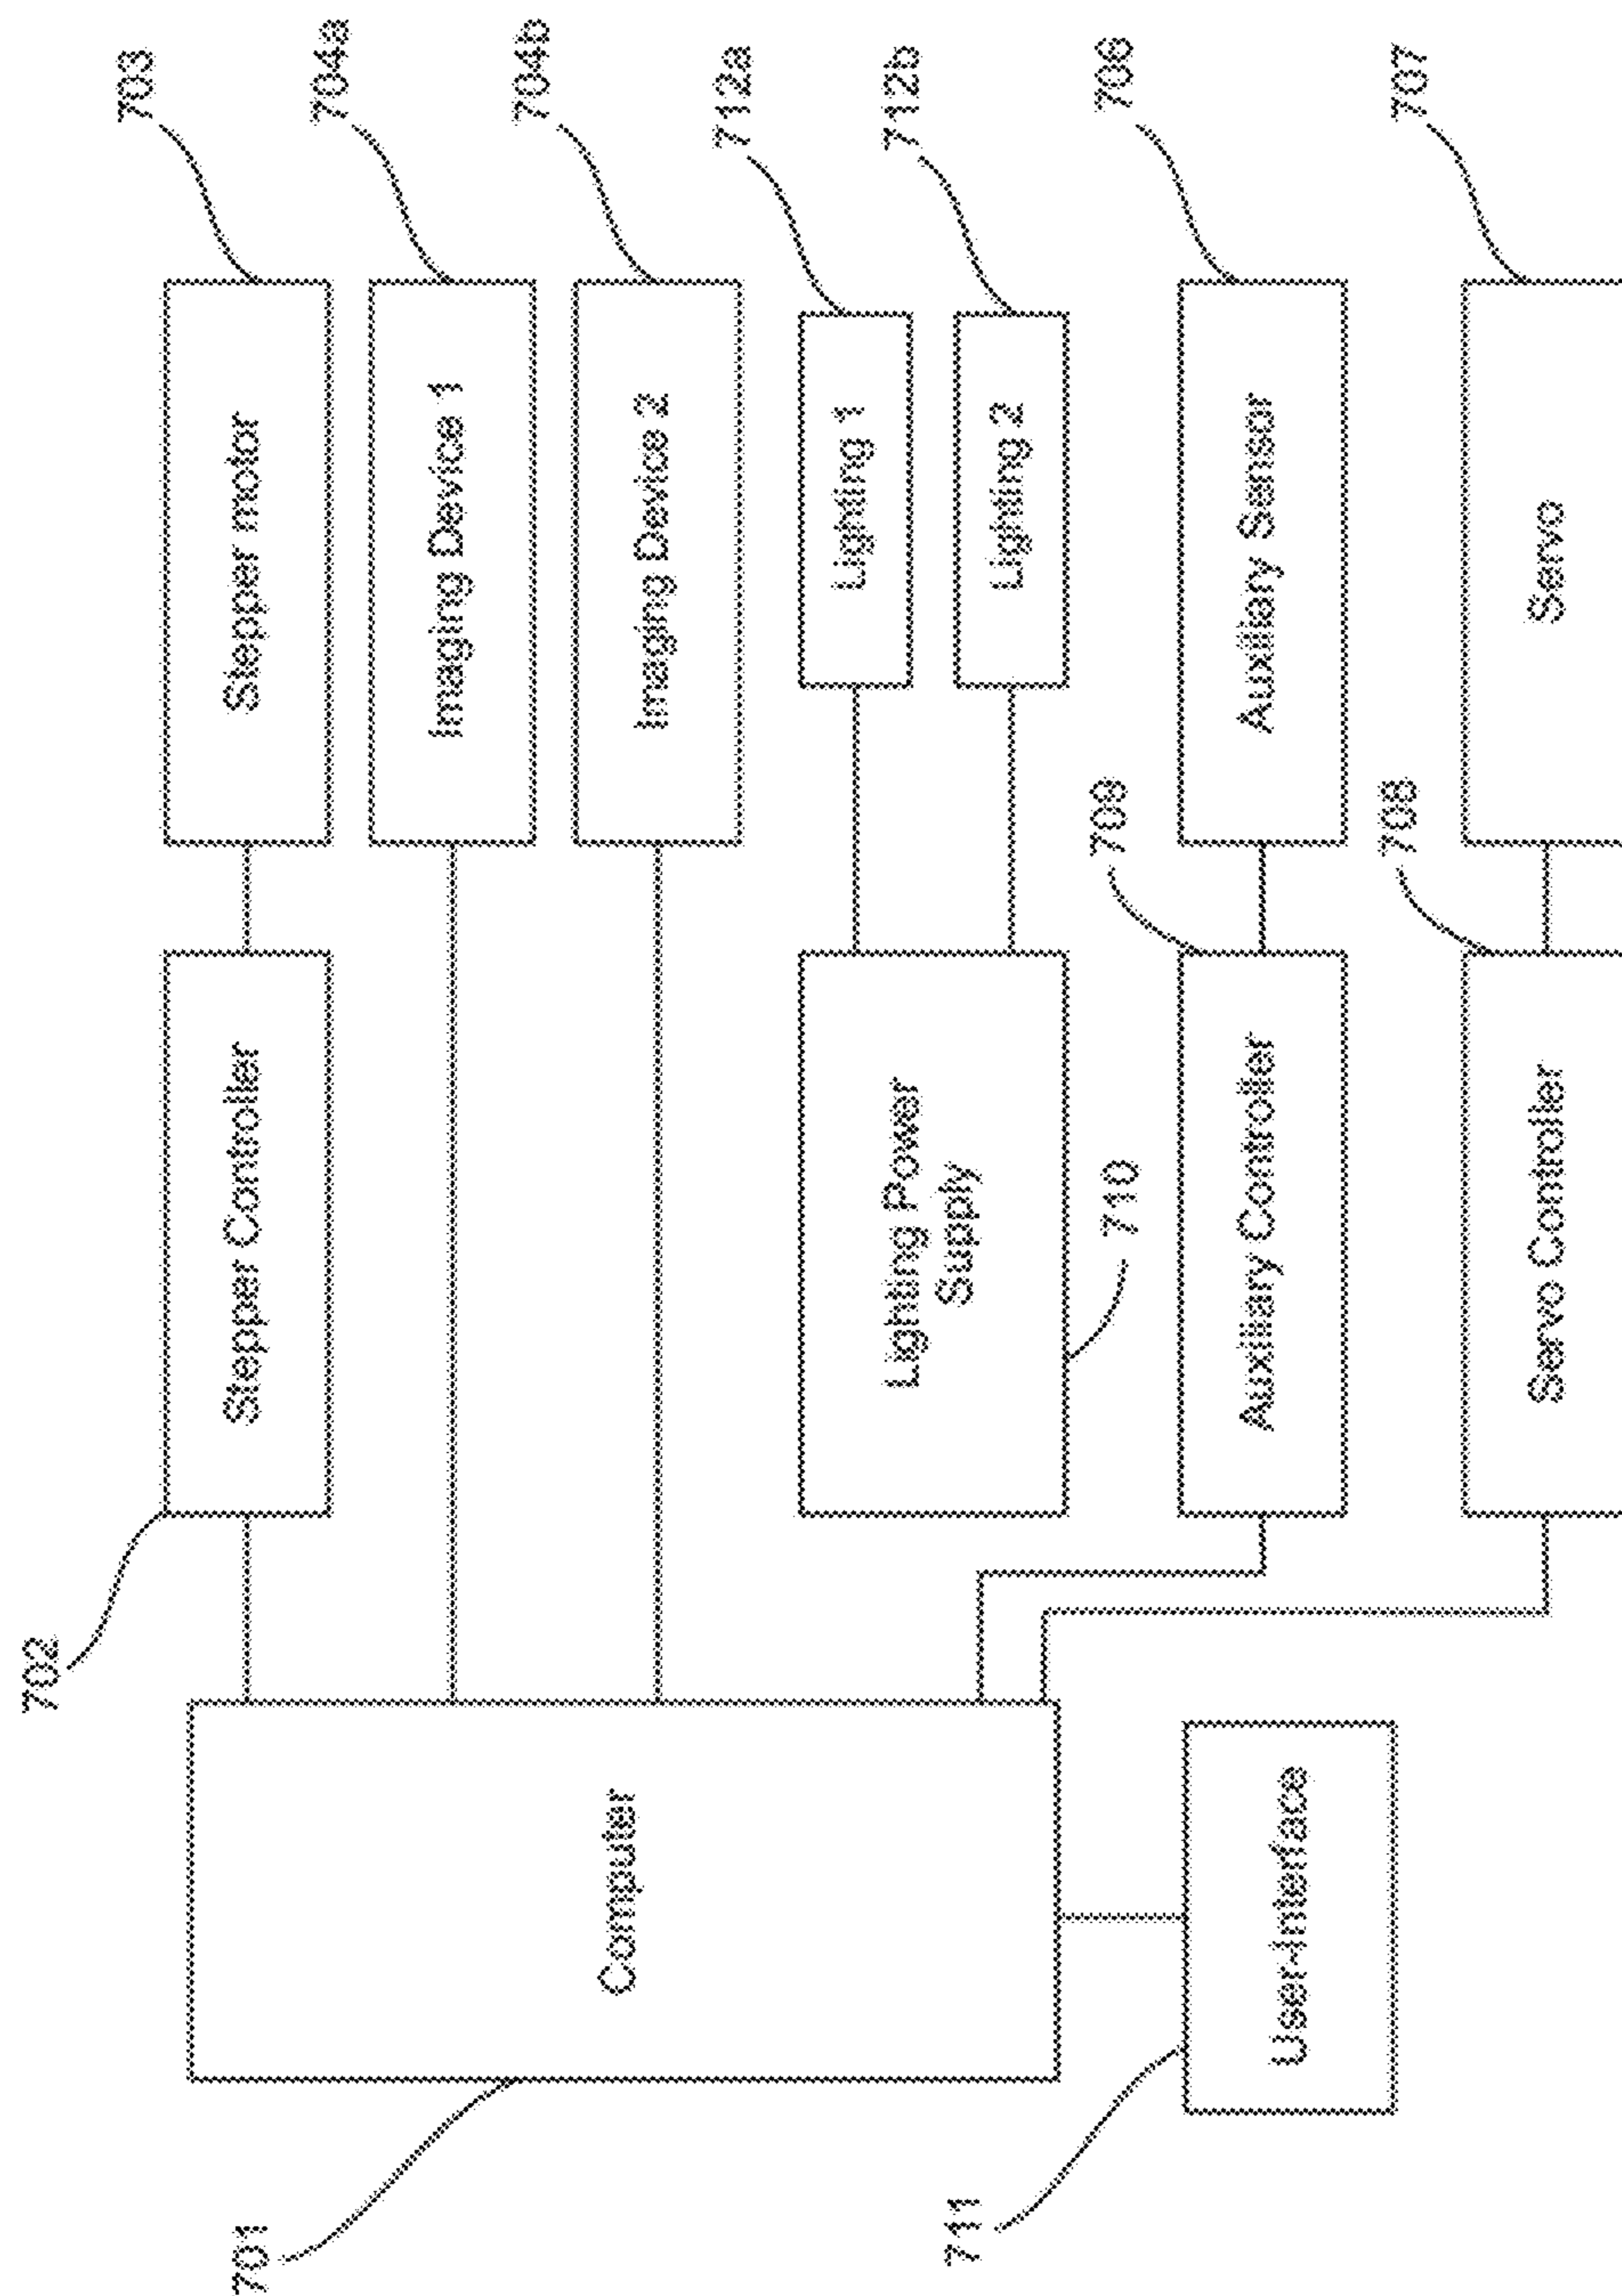 703
Stepper motor
704a
Imaging Device 1
704b
Imaging Device 2
712a
Lighting 1
712b
Lighting 2
706
Auxiliary Sensor
707
Servo
702
Stepper Controller
Lighting Power
Supply
710
709
Auxiliary Controller
708
Servo Controller
701
Computer
711
User-Interface